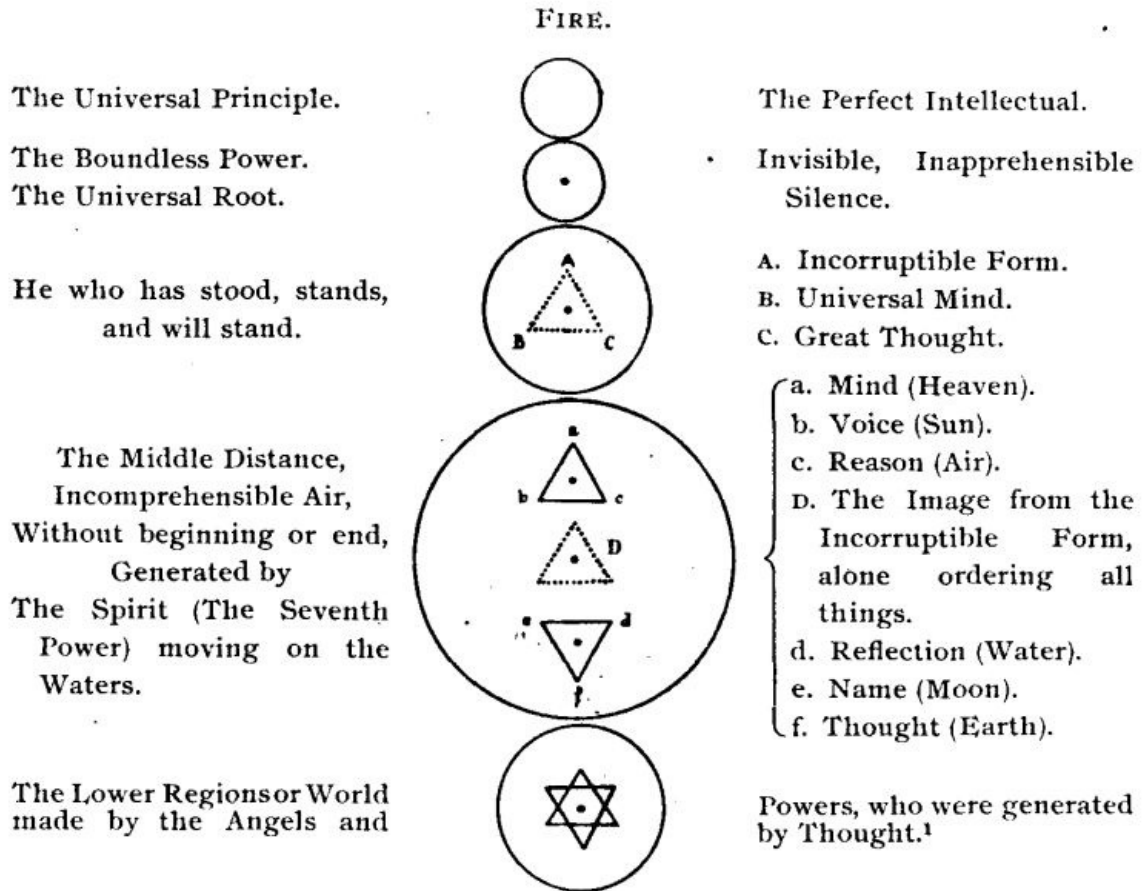 FIRE.
The Universal Principle.
The Perfect Intellectual.
The Boundless Power.
The Universal Root.
Invisible, Inapprehensible
Silence.
He who has stood, stands,
and will stand.
A
B C
A. Incorruptible Form.
B. Universal Mind.
C. Great Thought.
The Middle Distance,
Incomprehensible Air,
Without beginning or end,
Generated by
The Spirit (The Seventh
Power) moving on the
Waters.
a
b c
D
e d
f
a. Mind (Heaven).
b. Voice (Sun).
c. Reason (Air).
D. The Image from the
Incorruptible Form,
alone ordering all
things.
d. Reflection (Water).
e. Name (Moon).
f. Thought (Earth).
The Lower Regions or World
made by the Angels and
Powers, who were generated
by Thought.¹